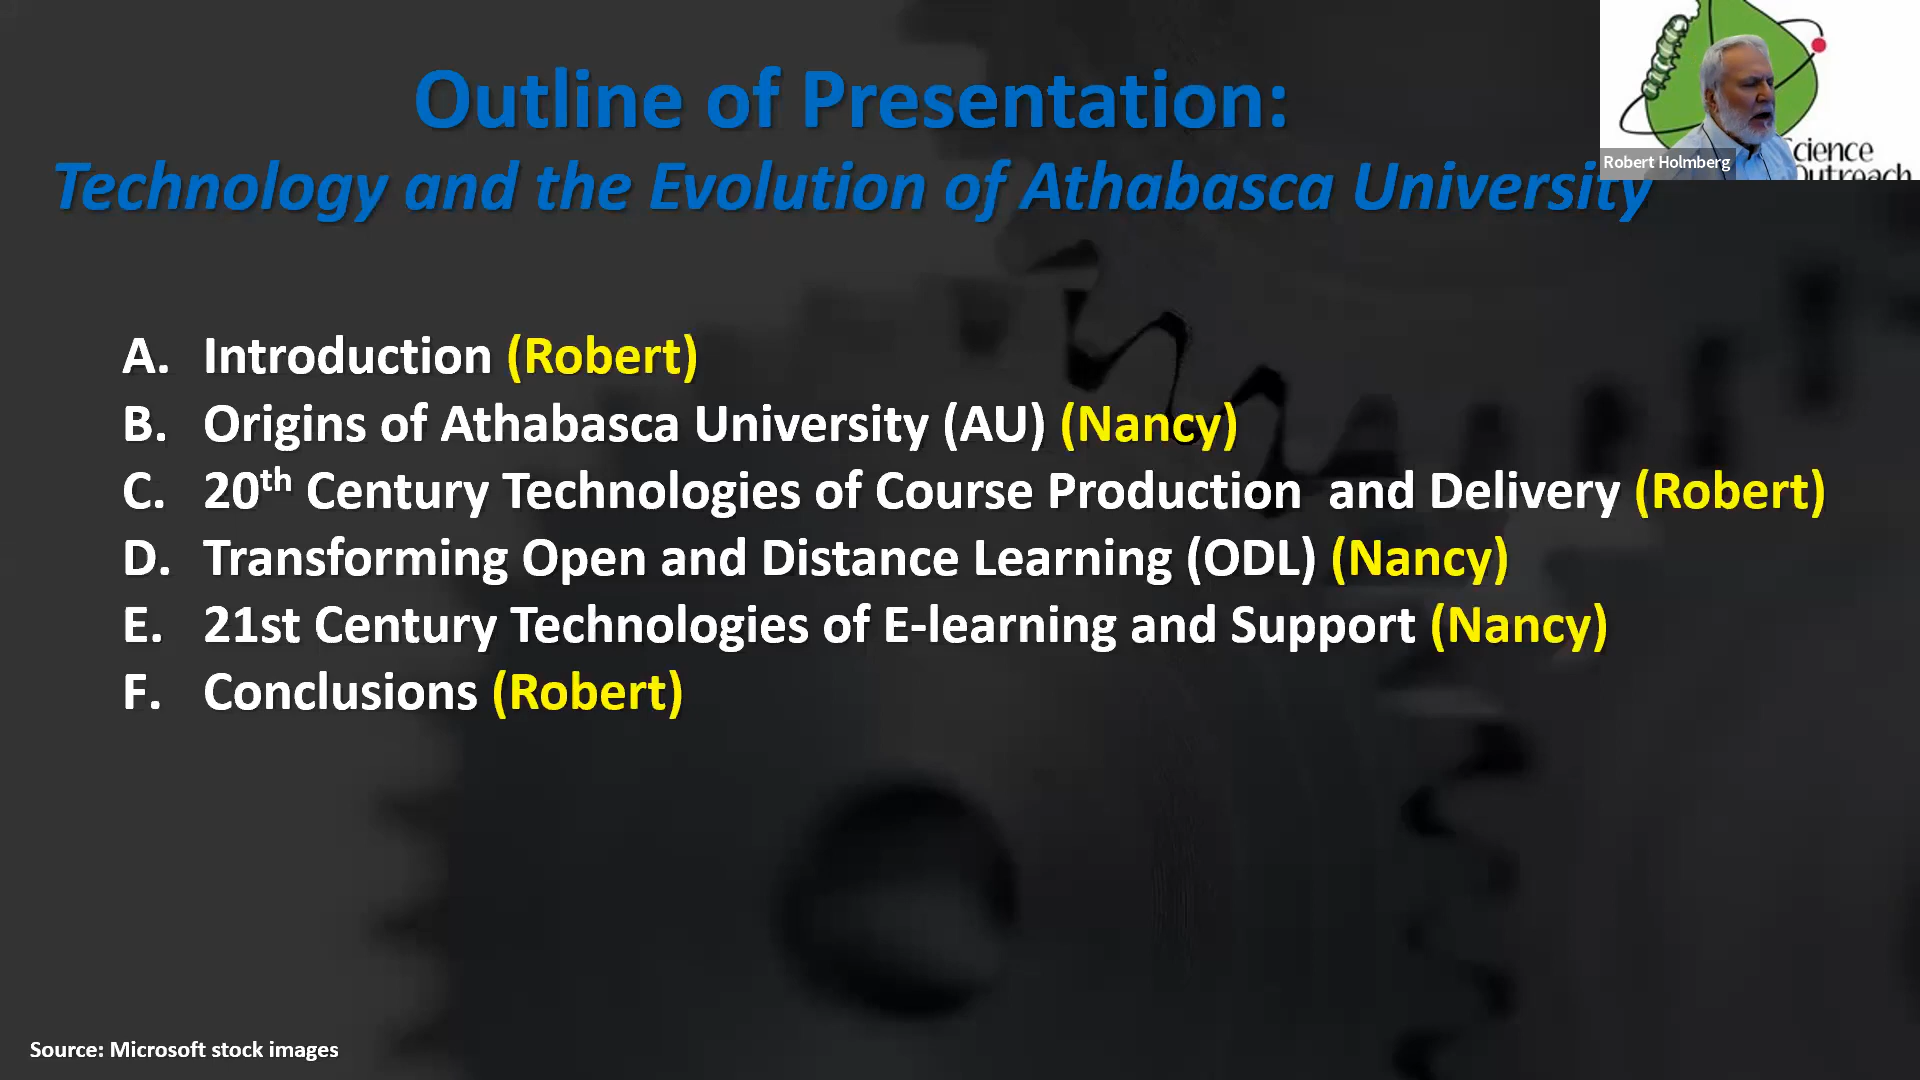 Outline of Presentation:
Technology and the Evolution of Athabasca University
Robert Holmberg
cience
Outreach
A. Introduction (Robert)
B. Origins of Athabasca University (AU) (Nancy)
C. 20th Century Technologies of Course Production and Delivery (Robert)
D. Transforming Open and Distance Learning (ODL) (Nancy)
E. 21st Century Technologies of E-learning and Support (Nancy)
F. Conclusions (Robert)
Source: Microsoft stock images